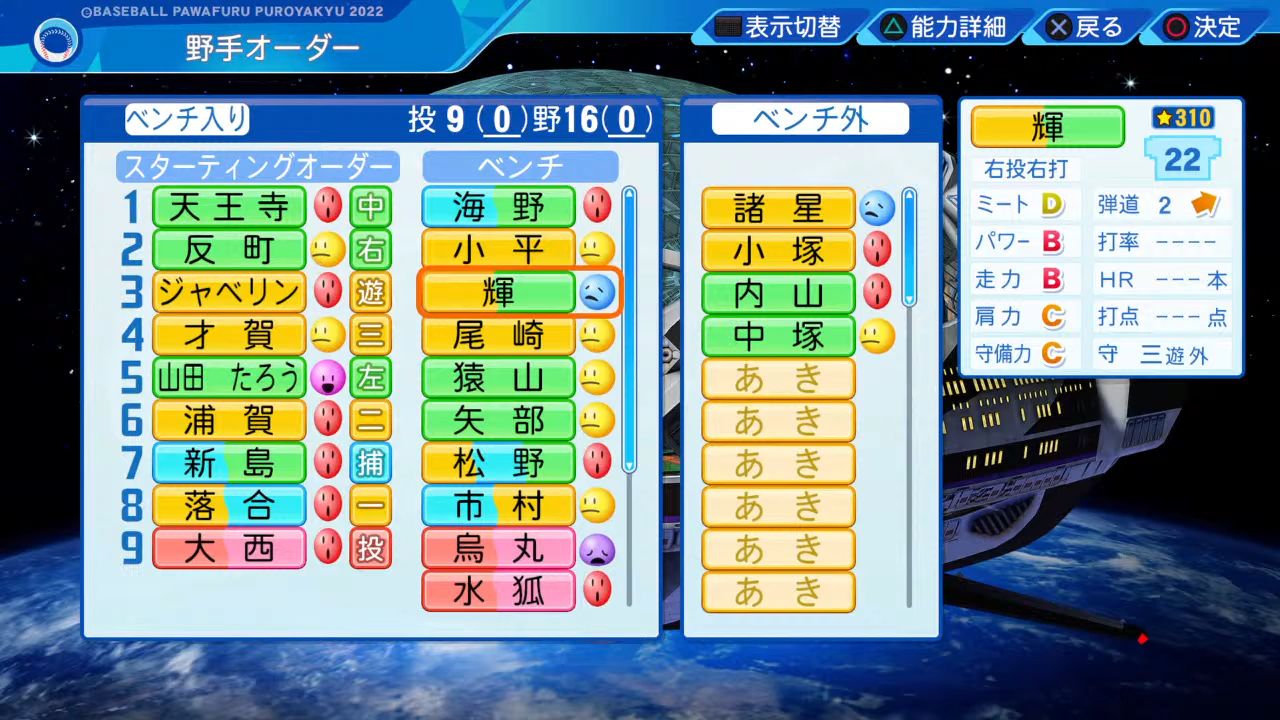 ©BASEBALL PAWAFURU PUROYAKYU 2022
野手オーダー
表示切替 能力詳細 戻る 決定
ベンチ入り 投 9 (0) 野16(0)
スターティングオーダー ベンチ
1 天王寺 中
2 反町 右
3 ジャベリン 遊
4 才賀 三
5 山田 たろう 左
6 浦賀 二
7 新島 捕
8 落合 一
9 大西 投
海野
小平
輝
尾崎
猿山
矢部
松野
市村
烏丸
水狐
ベンチ外
諸星
小塚
内山
中塚
あき
あき
あき
あき
あき
あき
輝 ★310
22
右投右打
ミート D 弾道 2
パワー B 打率 ----
走力 B HR ---本
肩力 C 打点 ---点
守備力 C 守 三遊外